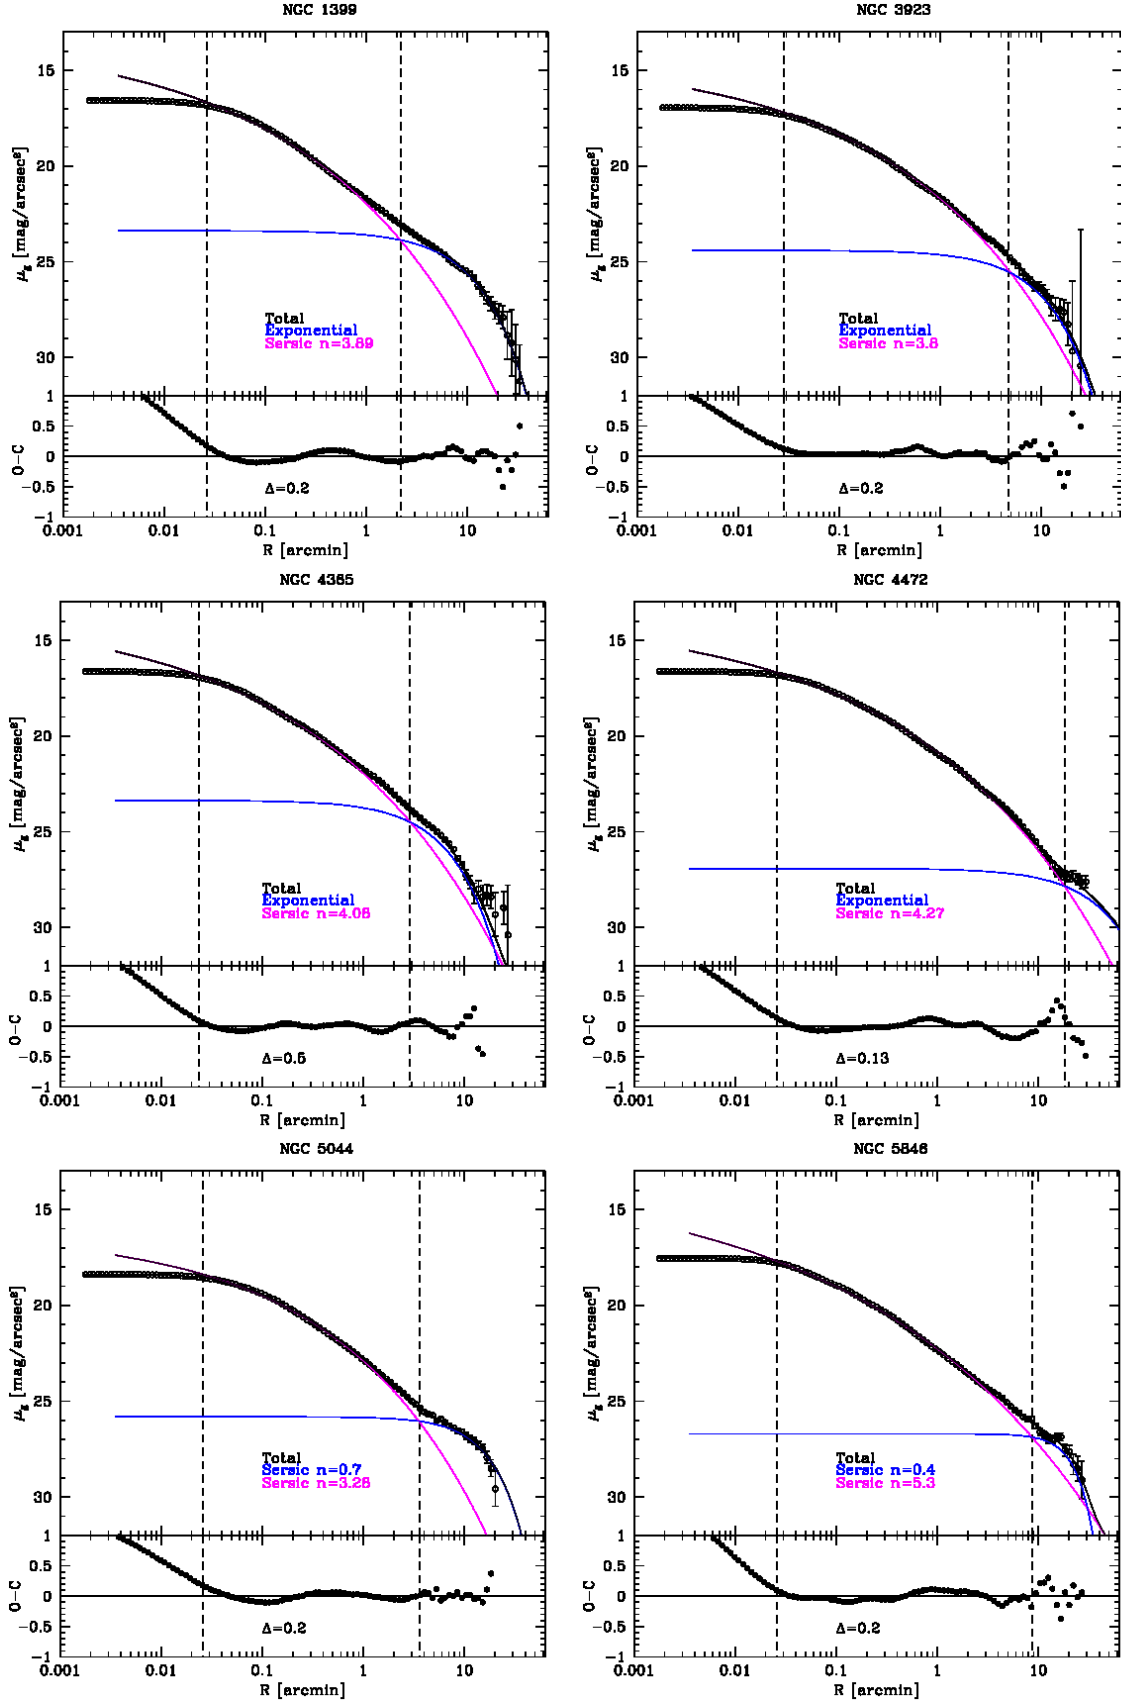 NGC 1399
15
20
25
30
μg [mag/arcsec²]
Total
Exponential
Sersic n=3.89
1
0.5
0
−0.5
−1
O−C
Δ=0.2
0.001 0.01 0.1 1 10
R [arcmin]
NGC 3923
15
20
25
30
μg [mag/arcsec²]
Total
Exponential
Sersic n=3.8
1
0.5
0
−0.5
−1
O−C
Δ=0.2
0.001 0.01 0.1 1 10
R [arcmin]
NGC 4365
15
20
25
30
μg [mag/arcsec²]
Total
Exponential
1
0.5
0
−0.5
−1
O−C
0.001 0.01 0.1 1 10
R [arcmin]
NGC 4472
15
20
25
30
μg [mag/arcsec²]
Total
Exponential
Sersic n=4.27
1
0.5
0
−0.5
−1
O−C
Δ=0.13
0.001 0.01 0.1 1 10
R [arcmin]
NGC 5044
15
20
25
30
μg [mag/arcsec²]
Total
Sersic n=0.7
1
0.5
0
−0.5
−1
O−C
Δ=0.2
0.001 0.01 0.1 1 10
R [arcmin]
NGC 5846
15
20
25
30
μg [mag/arcsec²]
Total
Sersic n=0.4
Sersic n=5.3
1
0.5
0
−0.5
−1
O−C
Δ=0.2
0.001 0.01 0.1 1 10
R [arcmin]